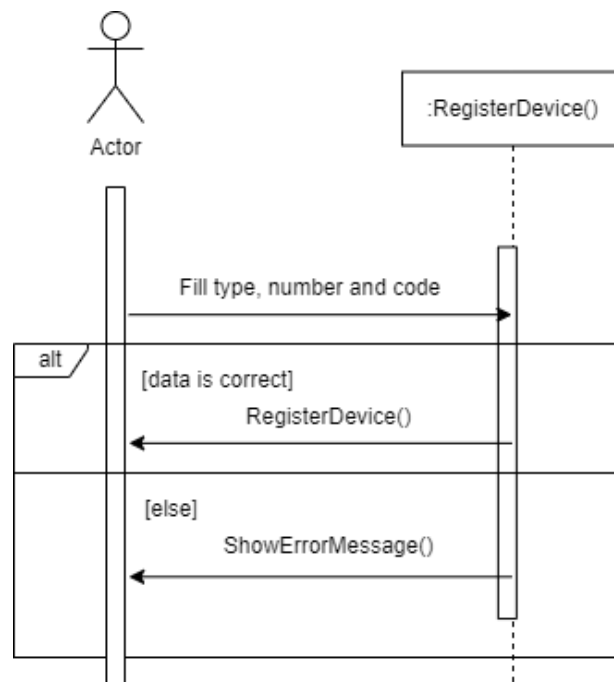 :RegisterDevice()
Actor
Fill type, number and code
alt
[data is correct]
RegisterDevice()
[else]
ShowErrorMessage()